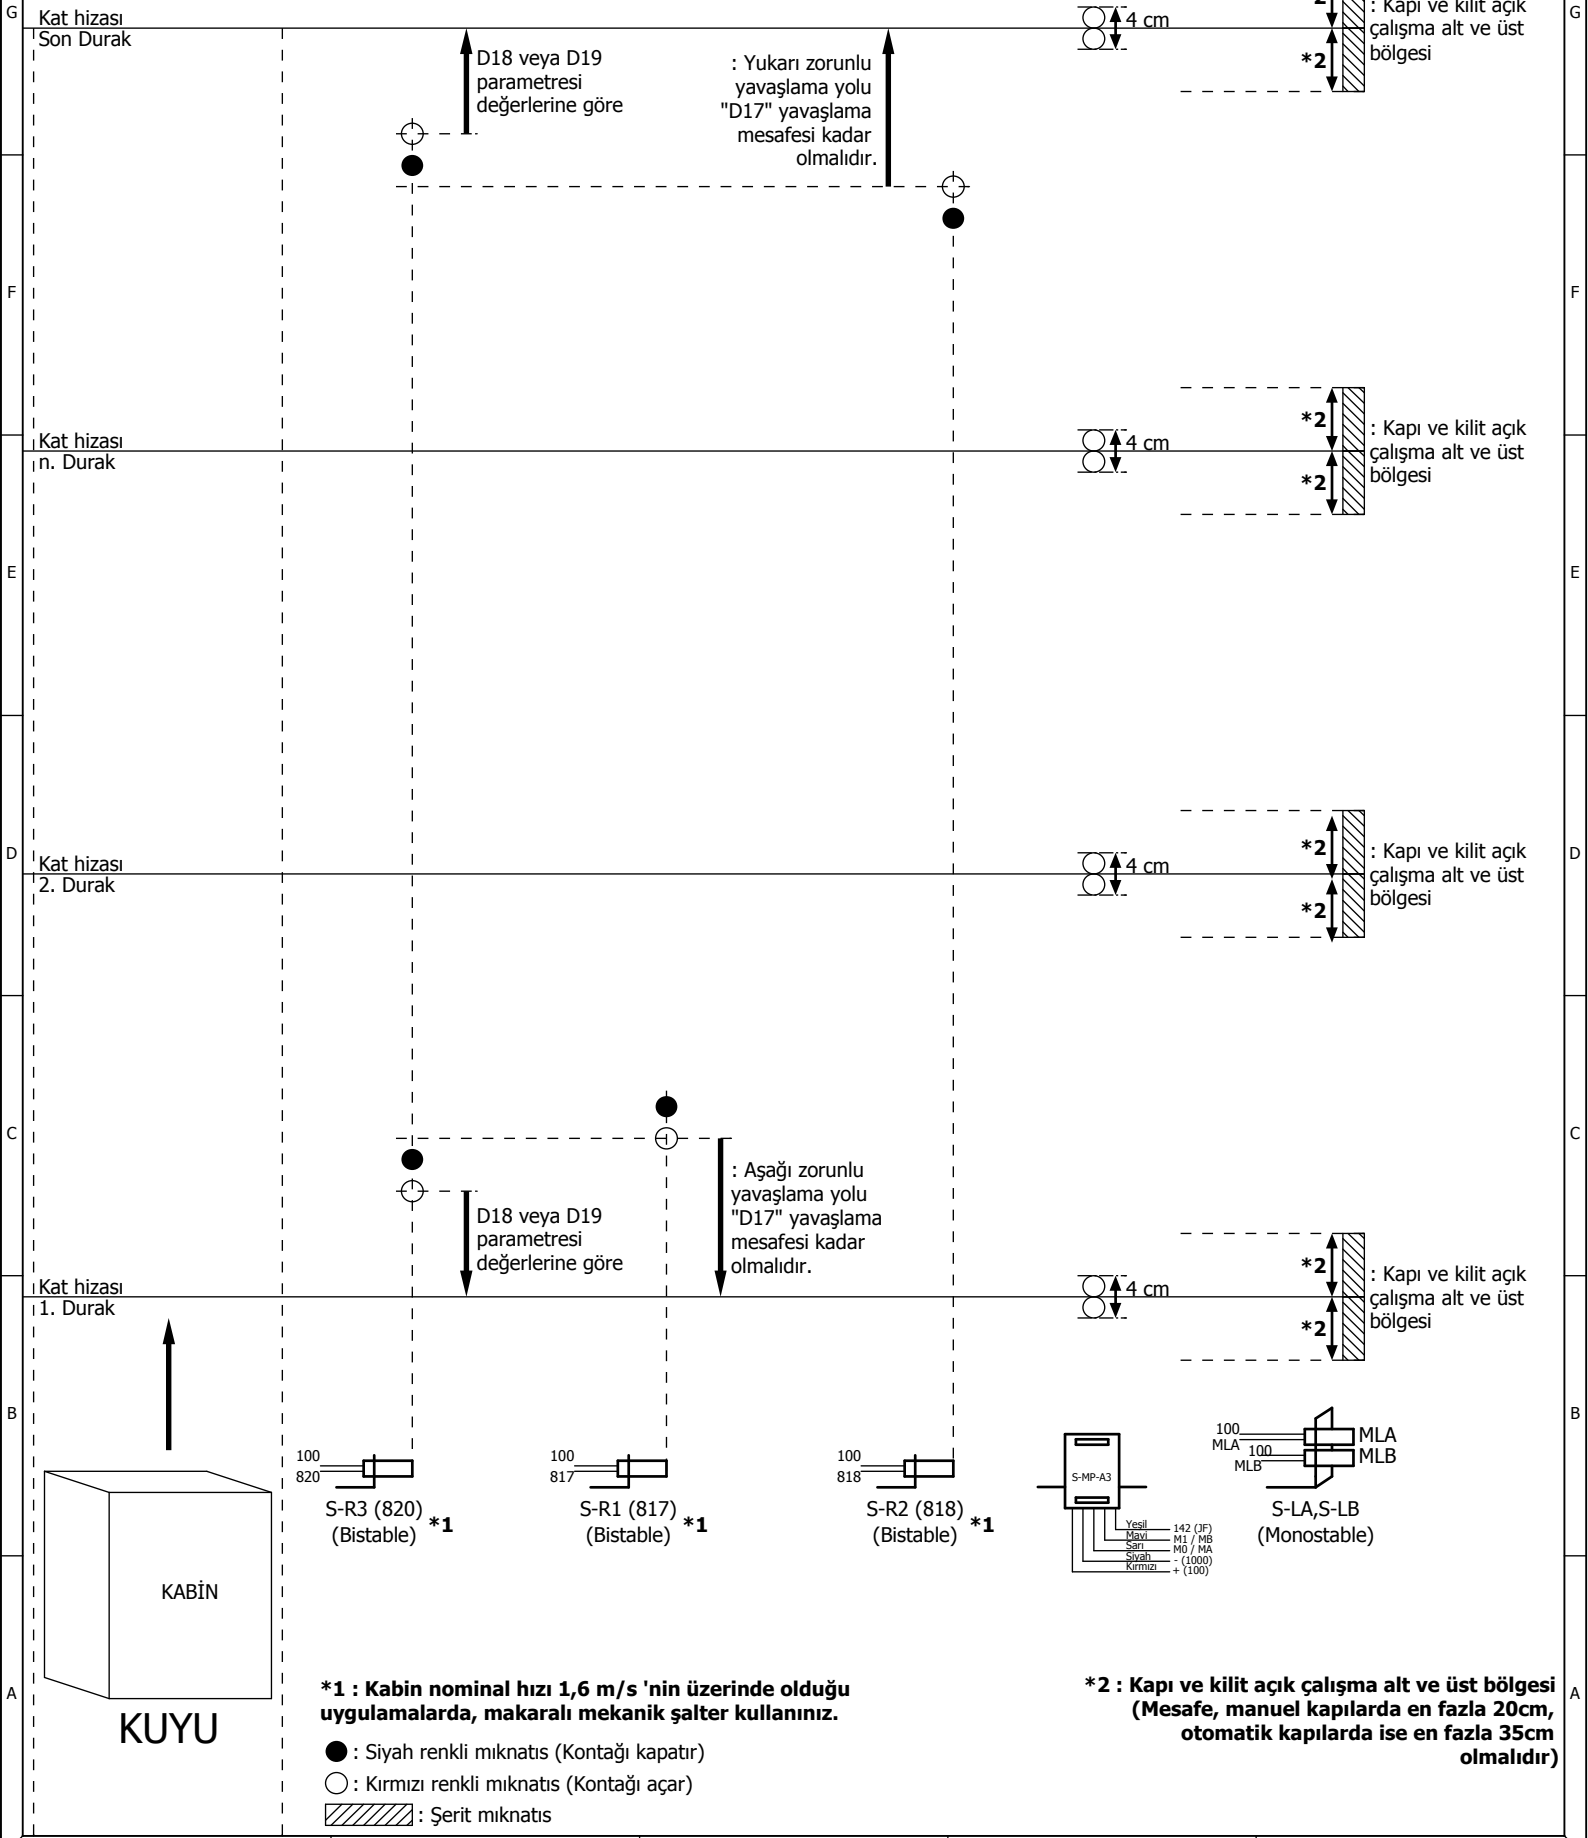 G
G
Kat hizası
Son Durak
D18 veya D19
parametresi
değerlerine göre
: Yukarı zorunlu
yavaşlama yolu
"D17" yavaşlama
mesafesi kadar
olmalıdır.
4 cm
*2
: Kapı ve kilit açık
çalışma alt ve üst
bölgesi
F
F
Kat hizası
n. Durak
4 cm
*2
*2
: Kapı ve kilit açık
çalışma alt ve üst
bölgesi
E
E
D
D
Kat hizası
2. Durak
4 cm
*2
*2
: Kapı ve kilit açık
çalışma alt ve üst
bölgesi
C
C
D18 veya D19
parametresi
değerlerine göre
: Aşağı zorunlu
yavaşlama yolu
"D17" yavaşlama
mesafesi kadar
olmalıdır.
Kat hizası
1. Durak
4 cm
*2
*2
: Kapı ve kilit açık
çalışma alt ve üst
bölgesi
B
B
100
820
S-R3 (820)
(Bistable)
*1
100
817
S-R1 (817)
(Bistable)
*1
100
818
S-R2 (818)
(Bistable)
*1
S-MP-A3
Yeşil 142 (JF)
Mavi M1 / MB
Sarı M0 / MA
Siyah - (1000)
Kırmızı + (100)
100
MLA
100
MLB
MLA
MLB
S-LA,S-LB
(Monostable)
KABİN
KUYU
A
A
*1 : Kabin nominal hızı 1,6 m/s 'nin üzerinde olduğu
uygulamalarda, makaralı mekanik şalter kullanınız.
: Siyah renkli mıknatıs (Kontağı kapatır)
: Kırmızı renkli mıknatıs (Kontağı açar)
: Şerit mıknatıs
*2 : Kapı ve kilit açık çalışma alt ve üst bölgesi
(Mesafe, manuel kapılarda en fazla 20cm,
otomatik kapılarda ise en fazla 35cm
olmalıdır)